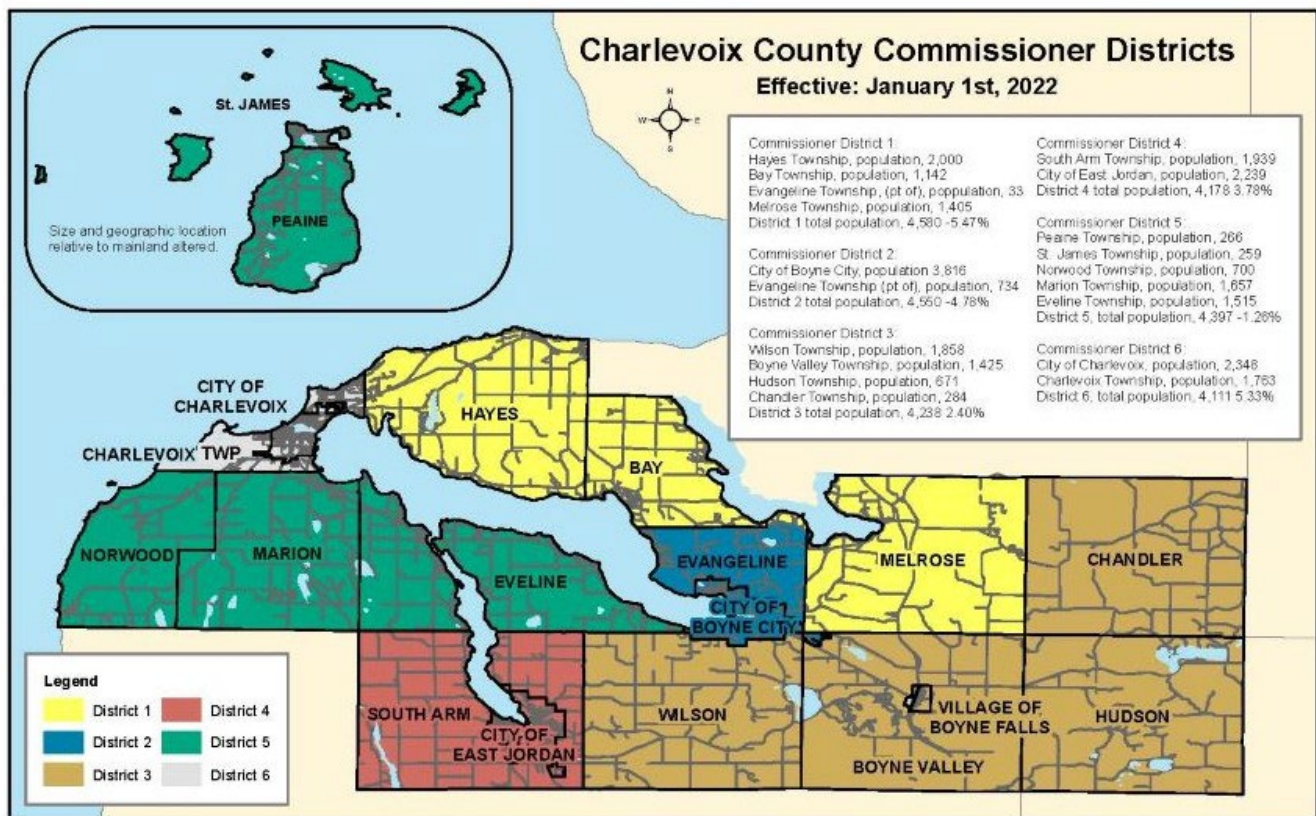 Charlevoix County Commissioner Districts
Effective: January 1st, 2022
N
W
E
S
St. JAMES
PEAINE
Size and geographic location
relative to mainland altered.
Commissioner District 1:
Hayes Township, population, 2,000
Bay Township, population, 1,142
Evangeline Township, (pt of), poppulation, 33
Melrose Township, population, 1,405
District 1 total population, 4,580 -5.47%
Commissioner District 2:
City of Boyne City, population 3,816
Evangeline Township (pt of), population, 734
District 2 total population, 4,550 -4.78%
Commissioner District 3:
Wilson Township, population, 1,858
Boyne Valley Township, population, 1,425
Hudson Township, population, 671
Chandler Township, population, 284
District 3 total population, 4,238 2.40%
Commissioner District 4:
South Arm Township, population, 1,939
City of East Jordan, population, 2,239
District 4 total population, 4,178 3.78%
Commissioner District 5:
Peaine Township, population, 266
St. James Township, population, 259
Norwood Township, population, 700
Marion Township, population, 1,657
Eveline Township, population, 1,515
District 5, total population, 4,397 -1.26%
Commissioner District 6:
City of Charlevoix, population, 2,348
Charlevoix Township, population, 1,763
District 6, total population, 4,111 5.33%
CITY OF
CHARLEVOIX
HAYES
CHARLEVOIX TWP
BAY
NORWOOD
MARION
EVELINE
EVANGELINE
MELROSE
CHANDLER
CITY OF
BOYNE CITY
SOUTH ARM
CITY OF
EAST JORDAN
WILSON
VILLAGE OF
BOYNE FALLS
HUDSON
BOYNE VALLEY
Legend
District 1
District 2
District 3
District 4
District 5
District 6